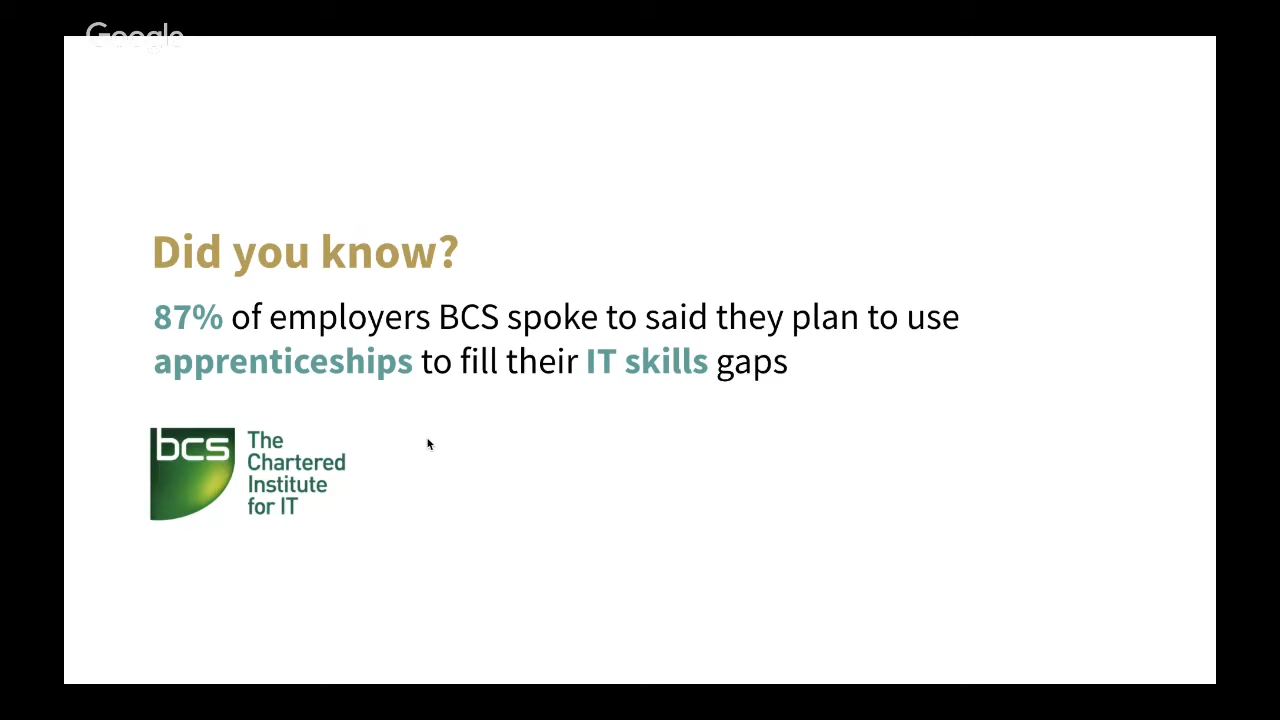 Google
Did you know?
87% of employers BCS spoke to said they plan to use
apprenticeships to fill their IT skills gaps
bcs
The
Chartered
Institute
for IT